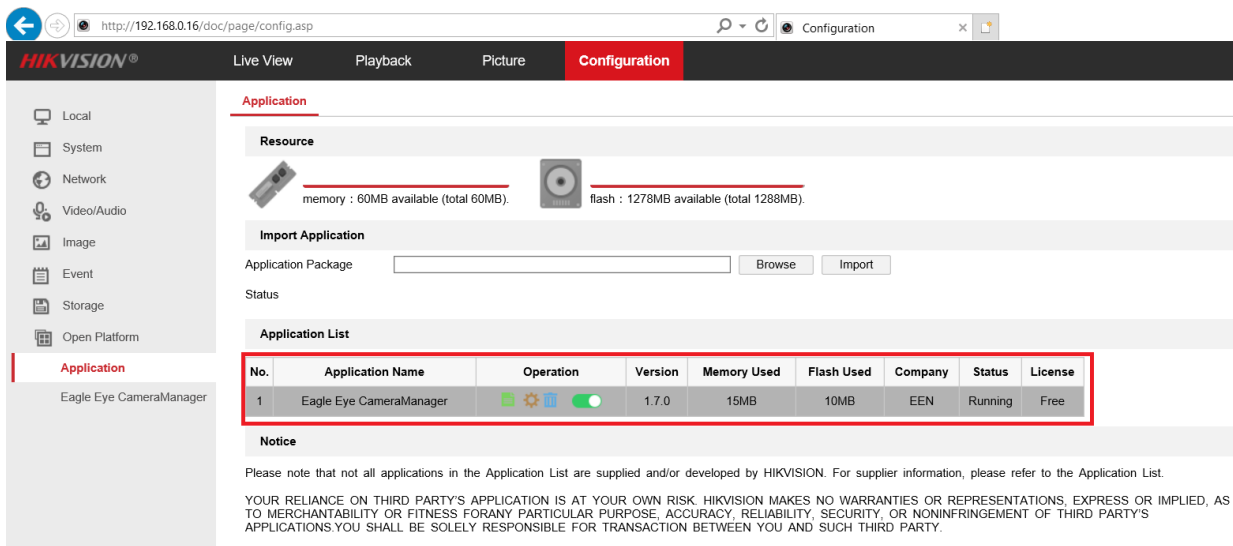 http://192.168.0.16/doc/page/config.asp
Configuration
HIKVISION®
Live View Playback Picture Configuration
Local
System
Network
Video/Audio
Image
Event
Storage
Open Platform
Application
Eagle Eye CameraManager
Application
Resource
memory : 60MB available (total 60MB).
flash : 1278MB available (total 1288MB).
Import Application
Application Package Browse Import
Status
Application List
No. Application Name Operation Version Memory Used Flash Used Company Status License
1 Eagle Eye CameraManager 1.7.0 15MB 10MB EEN Running Free
Notice
Please note that not all applications in the Application List are supplied and/or developed by HIKVISION. For supplier information, please refer to the Application List.
YOUR RELIANCE ON THIRD PARTY'S APPLICATION IS AT YOUR OWN RISK. HIKVISION MAKES NO WARRANTIES OR REPRESENTATIONS, EXPRESS OR IMPLIED, AS
TO MERCHANTABILITY OR FITNESS FORANY PARTICULAR PURPOSE, ACCURACY, RELIABILITY, SECURITY, OR NONINFRINGEMENT OF THIRD PARTY'S
APPLICATIONS.YOU SHALL BE SOLELY RESPONSIBLE FOR TRANSACTION BETWEEN YOU AND SUCH THIRD PARTY.